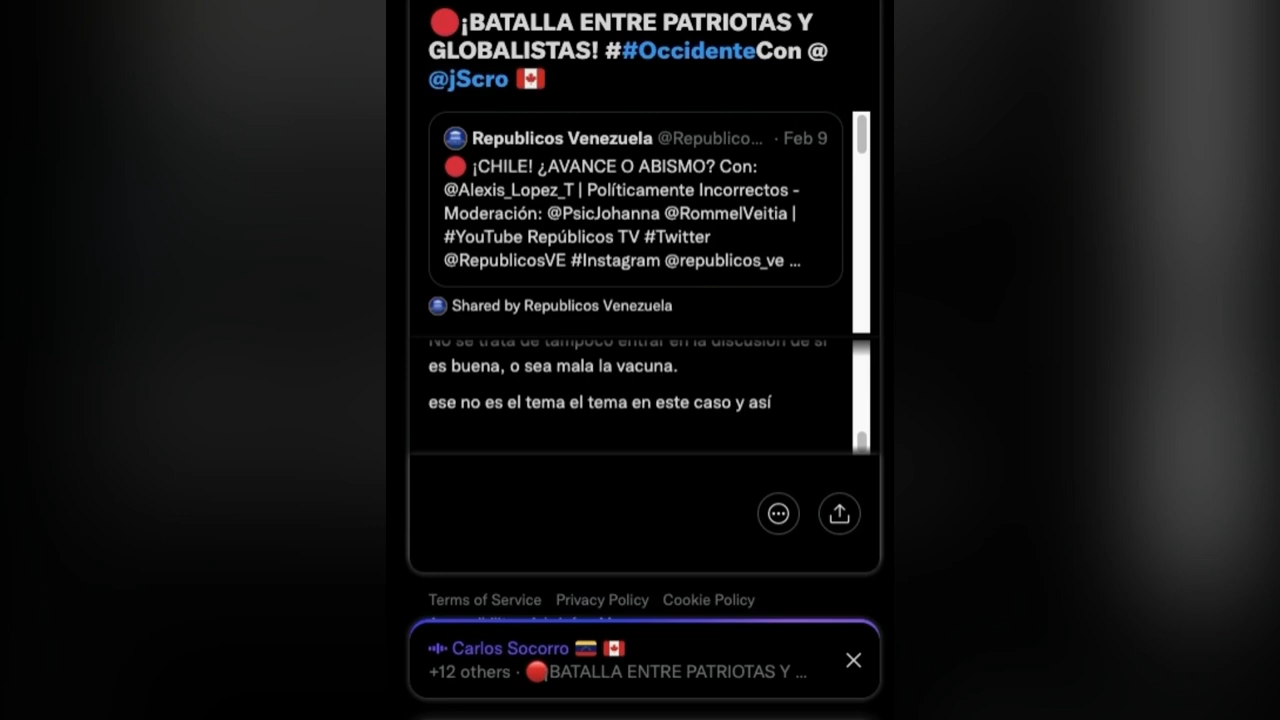 🔴¡BATALLA ENTRE PATRIOTAS Y
GLOBALISTAS! ##OccidenteCon @
@jScro 🇨🇦
Republicos Venezuela @Republico... · Feb 9
🔴 ¡CHILE! ¿AVANCE O ABISMO? Con:
@Alexis_Lopez_T | Políticamente Incorrectos -
Moderación: @PsicJohanna @RommelVeitia |
#YouTube Repúblicos TV #Twitter
@RepublicosVE #Instagram @republicos_ve ...
Shared by Republicos Venezuela
No se trata de tampoco entrar en la discusión de si
es buena, o sea mala la vacuna.
ese no es el tema el tema en este caso y así
Terms of Service Privacy Policy Cookie Policy
Carlos Socorro 🇻🇪 🇨🇦
+12 others · 🔴¡BATALLA ENTRE PATRIOTAS Y ...